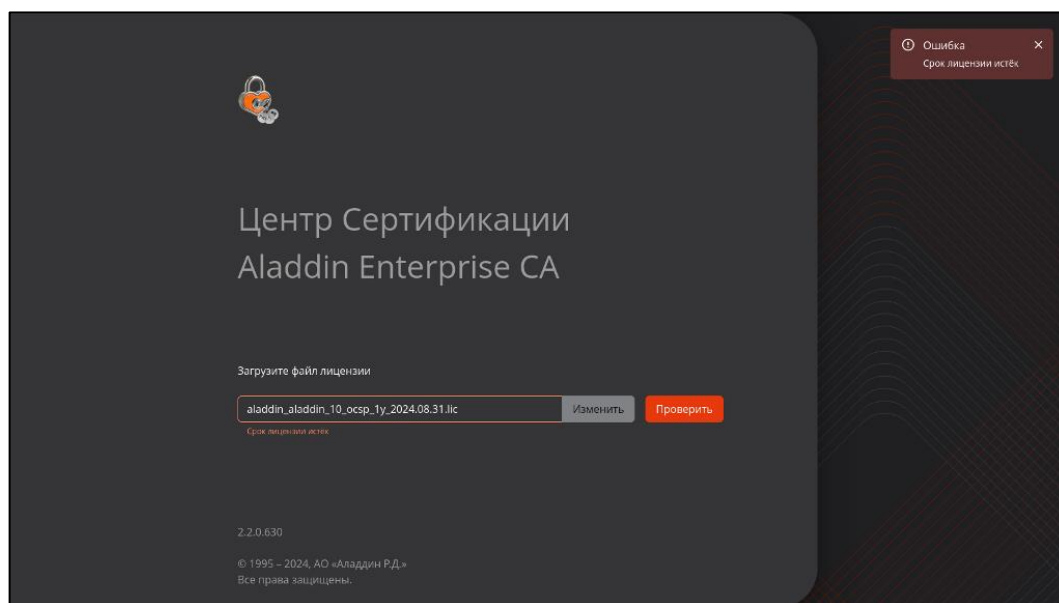 Ошибка
Срок лицензии истёк
Центр Сертификации
Aladdin Enterprise CA
Загрузите файл лицензии
aladdin_aladdin_10_ocsp_1y_2024.08.31.lic
Изменить
Проверить
Срок лицензии истёк
2.2.0.630
© 1995 – 2024, АО «Аладдин Р.Д.»
Все права защищены.